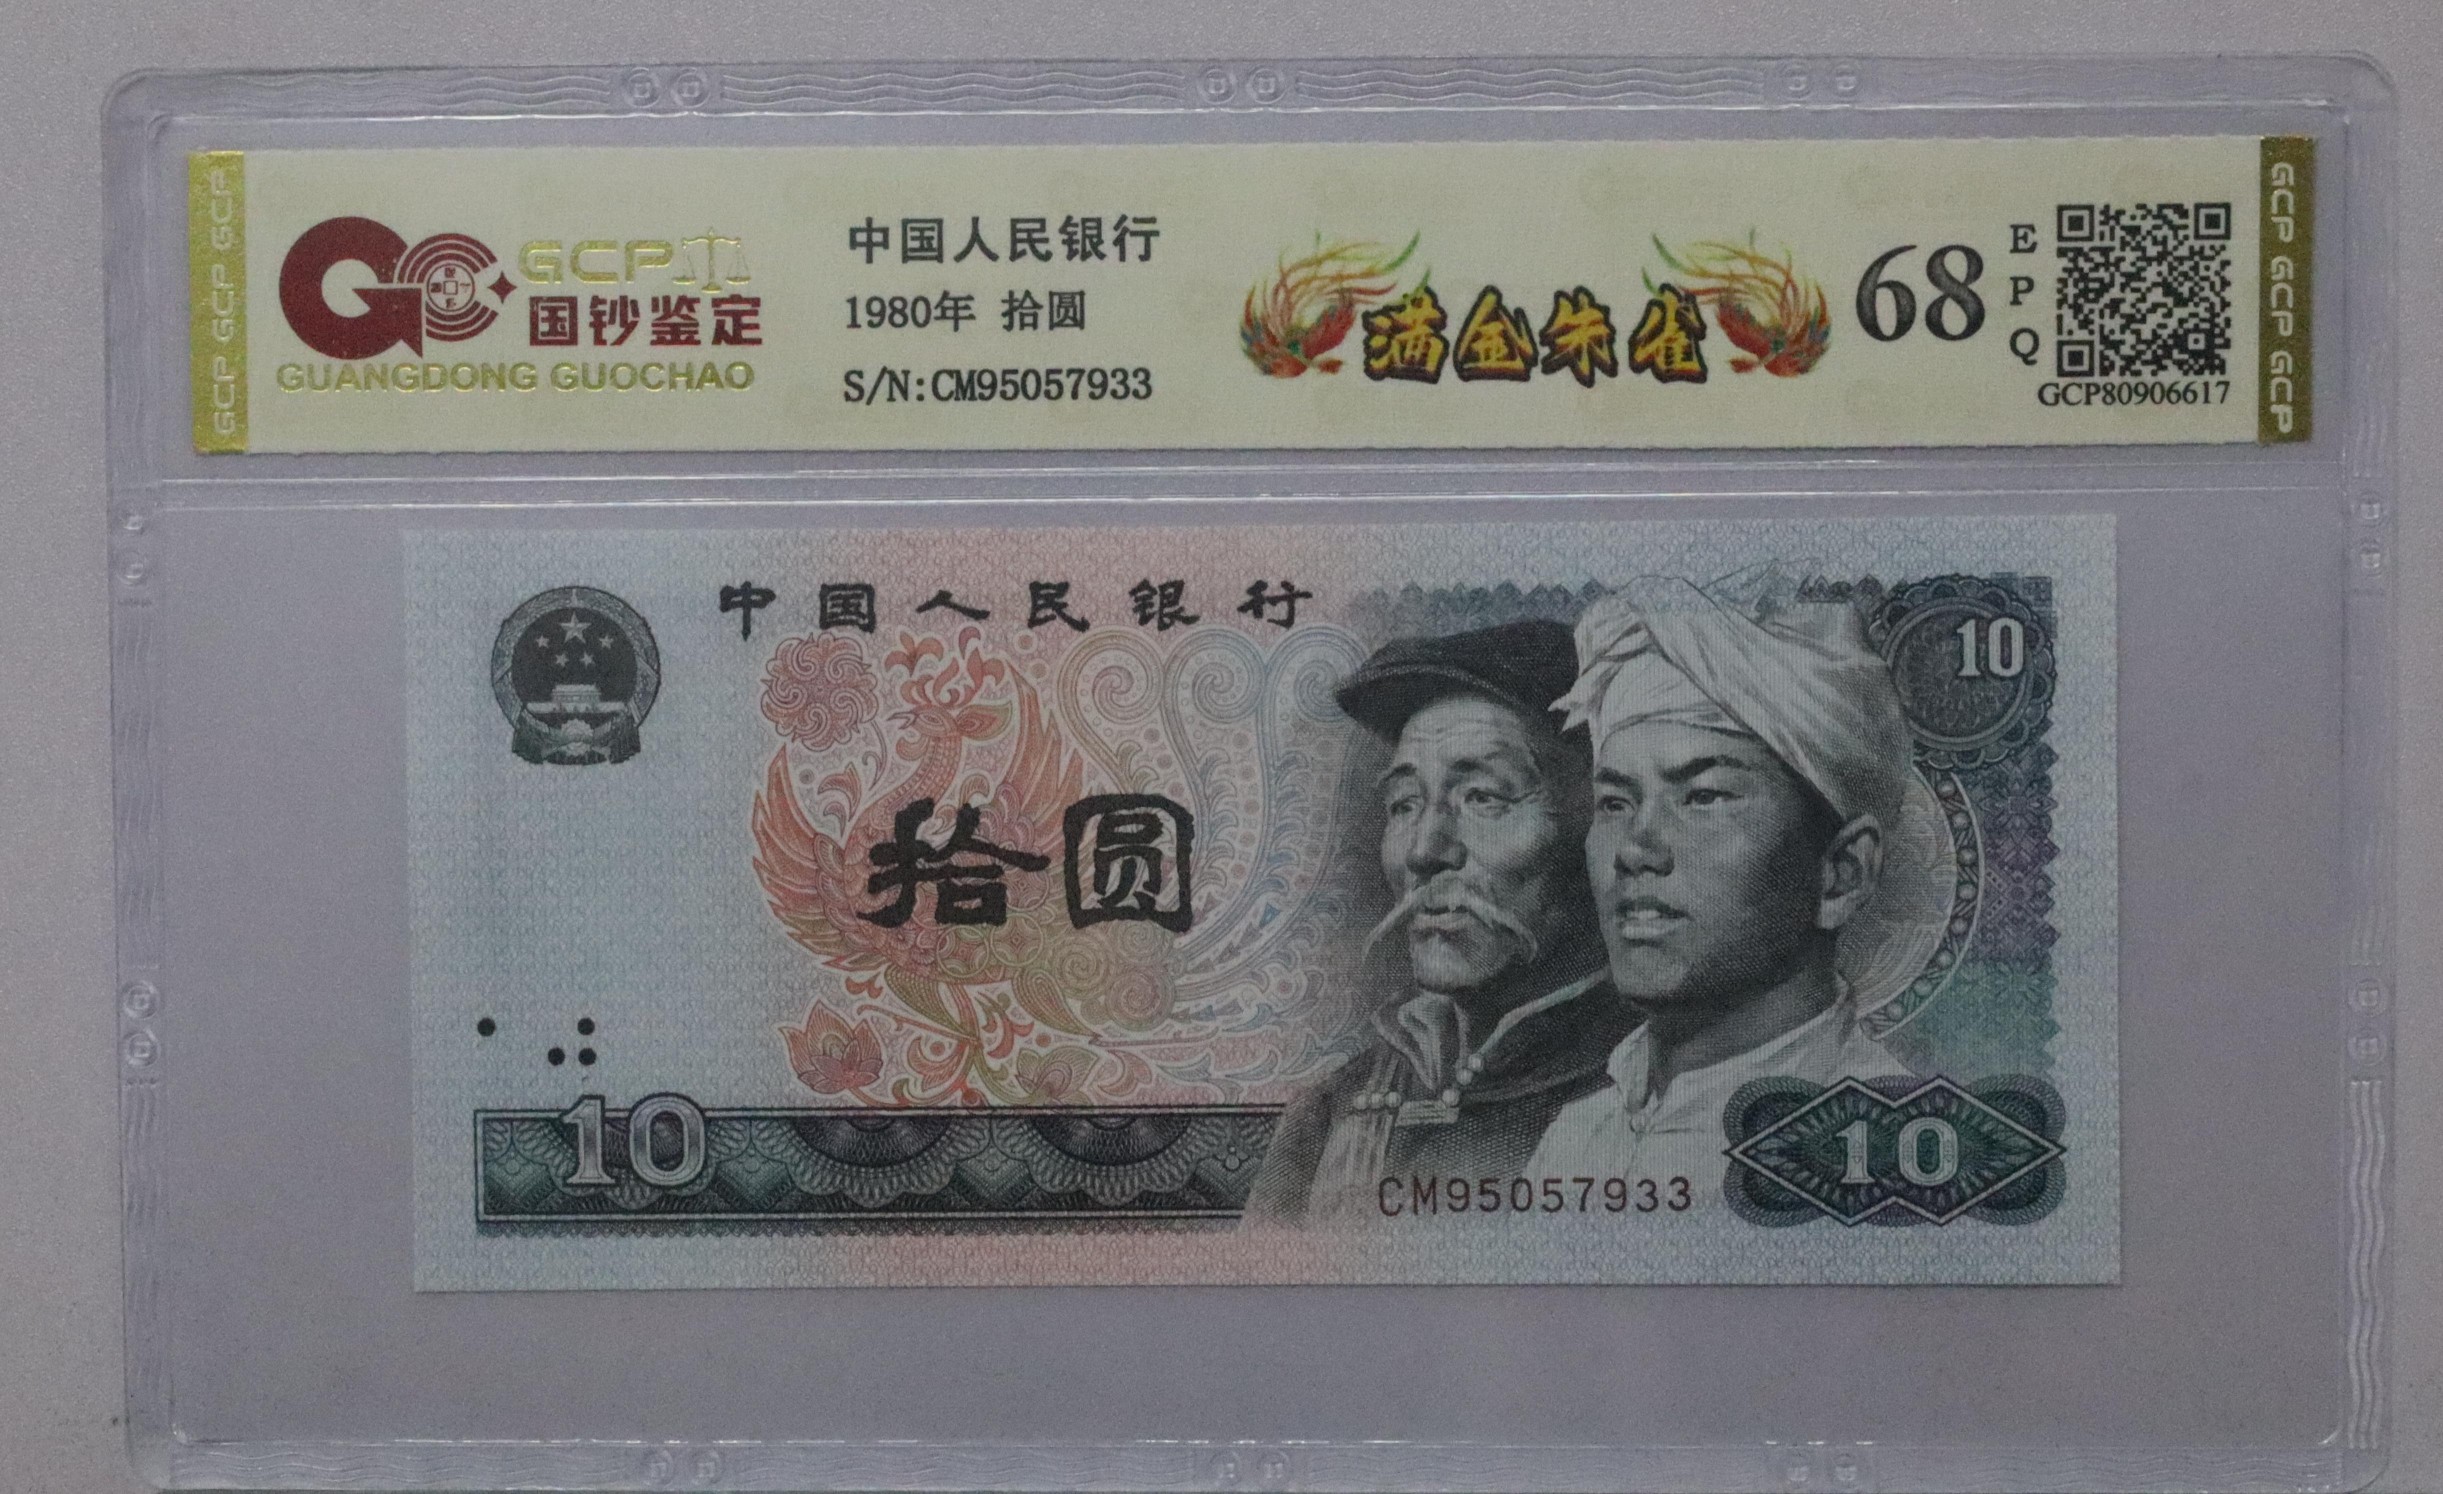 GCP GCP GCP
GCP
国钞鉴定
GUANGDONG GUOCHAO
中国人民银行
1980年 拾圆
S/N:CM95057933
满金朱雀
68
E
P
Q
GCP80906617
GCP GCP GCP
中国人民银行
10
拾圆
10
CM95057933
10